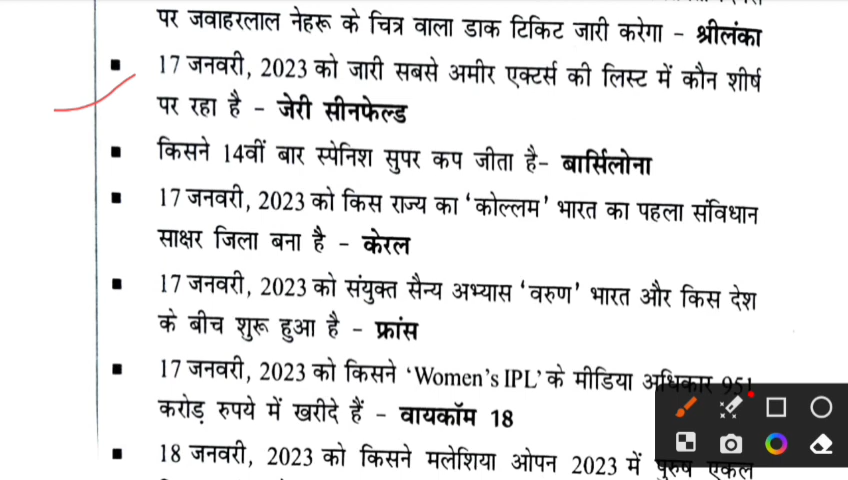 पर जवाहरलाल नेहरू के चित्र वाला डाक टिकिट जारी करेगा - श्रीलंका
17 जनवरी, 2023 को जारी सबसे अमीर एक्टर्स की लिस्ट में कौन शीर्ष
पर रहा है - जेरी सीनफेल्ड
किसने 14वीं बार स्पेनिश सुपर कप जीता है- बार्सिलोना
17 जनवरी, 2023 को किस राज्य का 'कोल्लम' भारत का पहला संविधान
साक्षर जिला बना है - केरल
17 जनवरी, 2023 को संयुक्त सैन्य अभ्यास 'वरुण' भारत और किस देश
के बीच शुरू हुआ है - फ्रांस
17 जनवरी, 2023 को किसने 'Women's IPL' के मीडिया अधिकार 951
करोड़ रुपये में खरीदे हैं - वायकॉम 18
18 जनवरी, 2023 को किसने मलेशिया ओपन 2023 में पुरुष एकल